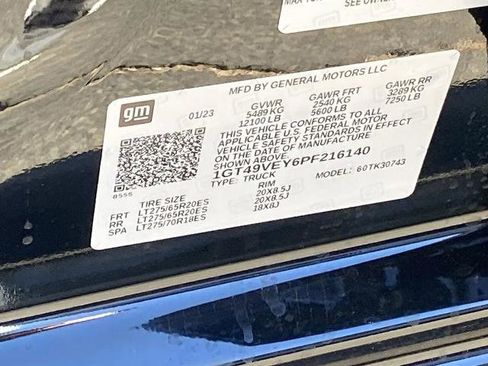 SEE OWNER
MFD BY GENERAL MOTORS LLC
gm
01/23
GVWR GAWR FRT GAWR RR
5489 KG 2540 KG 3289 KG
12100 LB 5600 LB 7250 LB
THIS VEHICLE CONFORMS TO ALL
APPLICABLE U.S. FEDERAL MOTOR
VEHICLE SAFETY STANDARDS IN EFFECT
ON THE DATE OF MANUFACTURE
SHOWN ABOVE.
1GT49VEY6PF216140
TYPE: TRUCK MODEL: 60TK30743
8555
TIRE SIZE RIM
FRT LT275/65R20ES 20X8.5J
RR LT275/65R20ES 20X8.5J
SPA LT275/70R18ES 18X8J